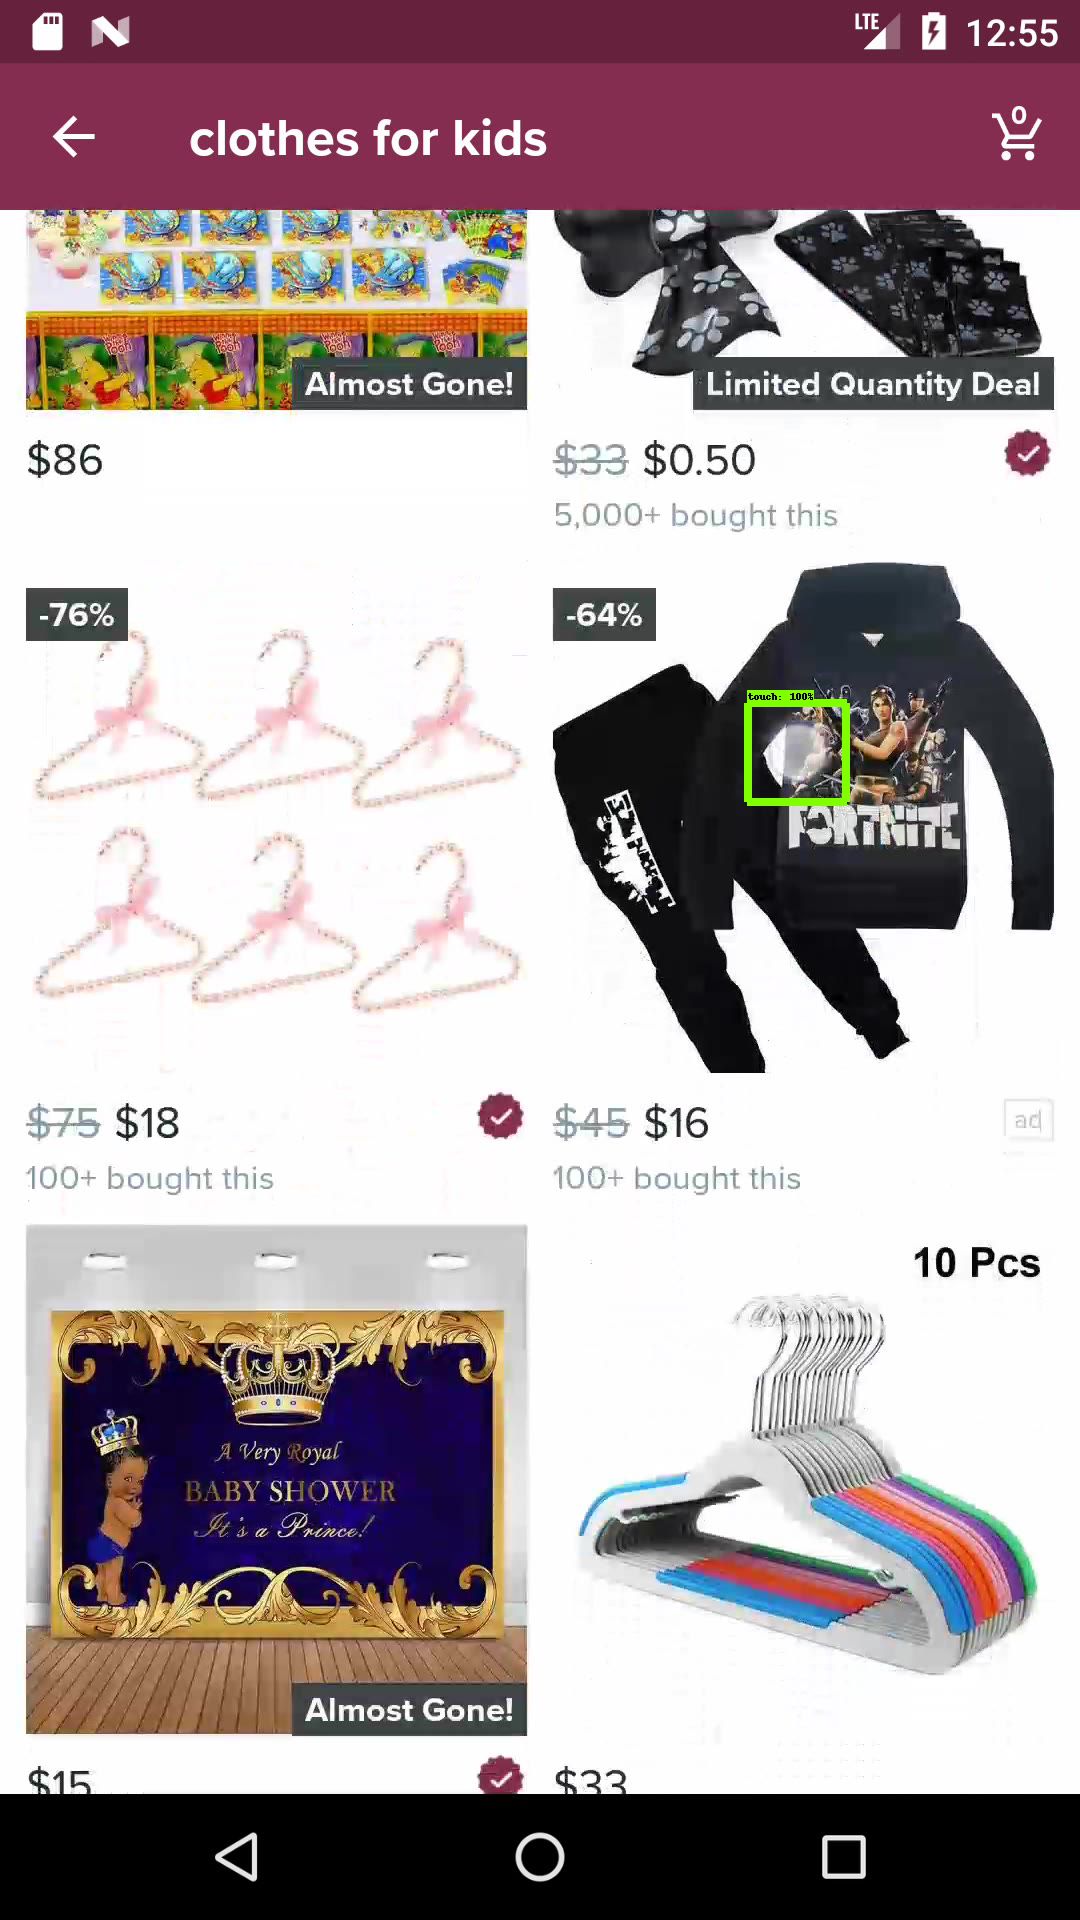 LTE 12:55
clothes for kids
0
Almost Gone!
Limited Quantity Deal
$86
$33 $0.50
5,000+ bought this
-76%
-64%
touch: 100%
FORTNITE
$75 $18
100+ bought this
$45 $16
ad
100+ bought this
10 Pcs
A Very Royal
BABY SHOWER
It's a Prince!
Almost Gone!
$15
$33